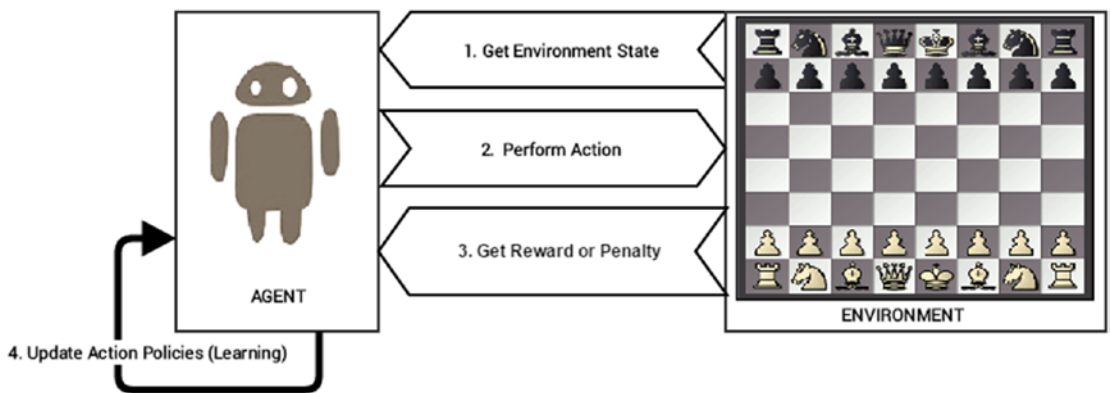 1. Get Environment State
2. Perform Action
3. Get Reward or Penalty
AGENT
ENVIRONMENT
4. Update Action Policies (Learning)